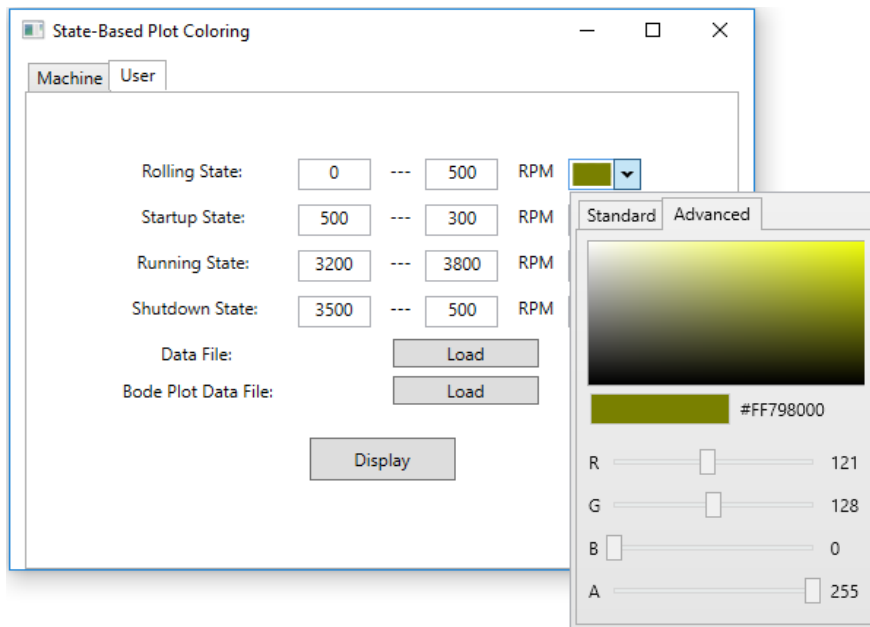 State-Based Plot Coloring
Machine User
Rolling State: 0 --- 500 RPM
Standard Advanced
Startup State: 500 --- 300 RPM
Running State: 3200 --- 3800 RPM
Shutdown State: 3500 --- 500 RPM
Data File: Load
Bode Plot Data File: Load
#FF798000
Display
R 121
G 128
B 0
A 255